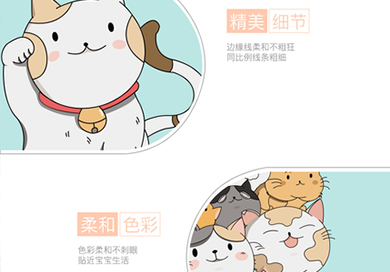 精美 细节
边缘线柔和不粗狂
同比例线条粗细
柔和 色彩
色彩柔和不刺眼
贴近宝宝生活